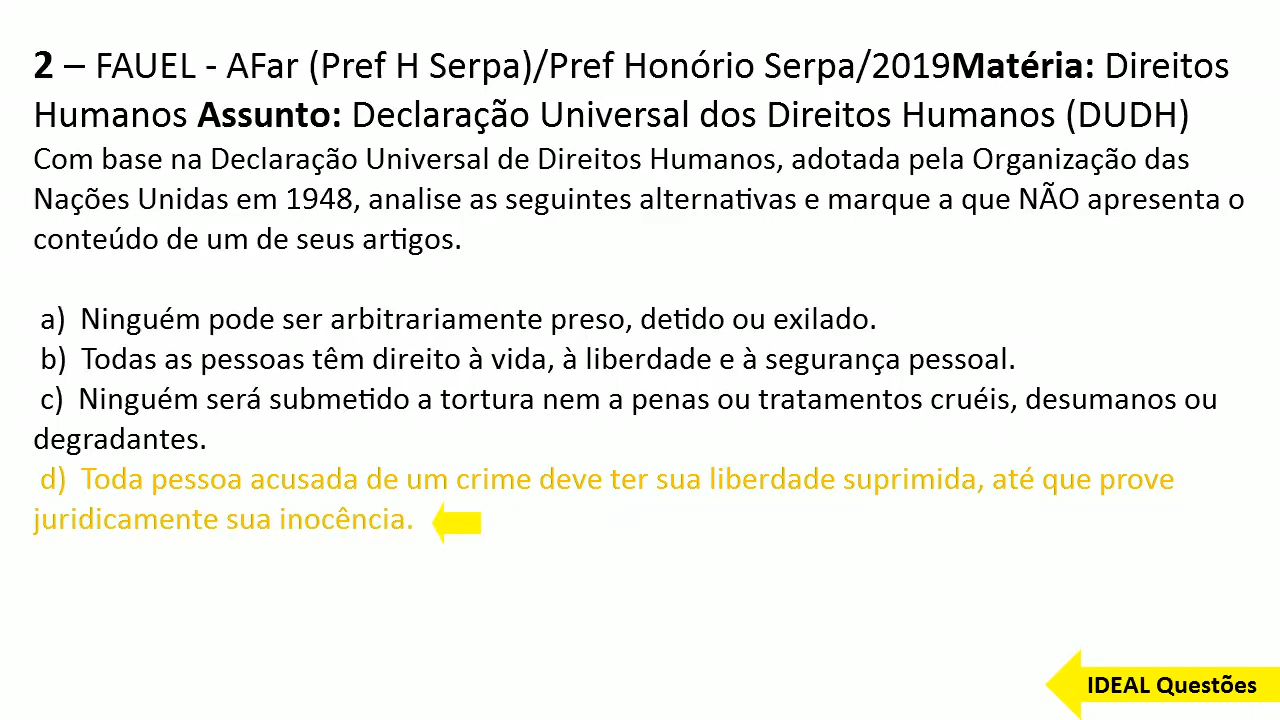 2 – FAUEL - AFar (Pref H Serpa)/Pref Honório Serpa/2019Matéria: Direitos
Humanos Assunto: Declaração Universal dos Direitos Humanos (DUDH)
Com base na Declaração Universal de Direitos Humanos, adotada pela Organização das
Nações Unidas em 1948, analise as seguintes alternativas e marque a que NÃO apresenta o
conteúdo de um de seus artigos.
a) Ninguém pode ser arbitrariamente preso, detido ou exilado.
b) Todas as pessoas têm direito à vida, à liberdade e à segurança pessoal.
c) Ninguém será submetido a tortura nem a penas ou tratamentos cruéis, desumanos ou
degradantes.
d) Toda pessoa acusada de um crime deve ter sua liberdade suprimida, até que prove
juridicamente sua inocência.
IDEAL Questões